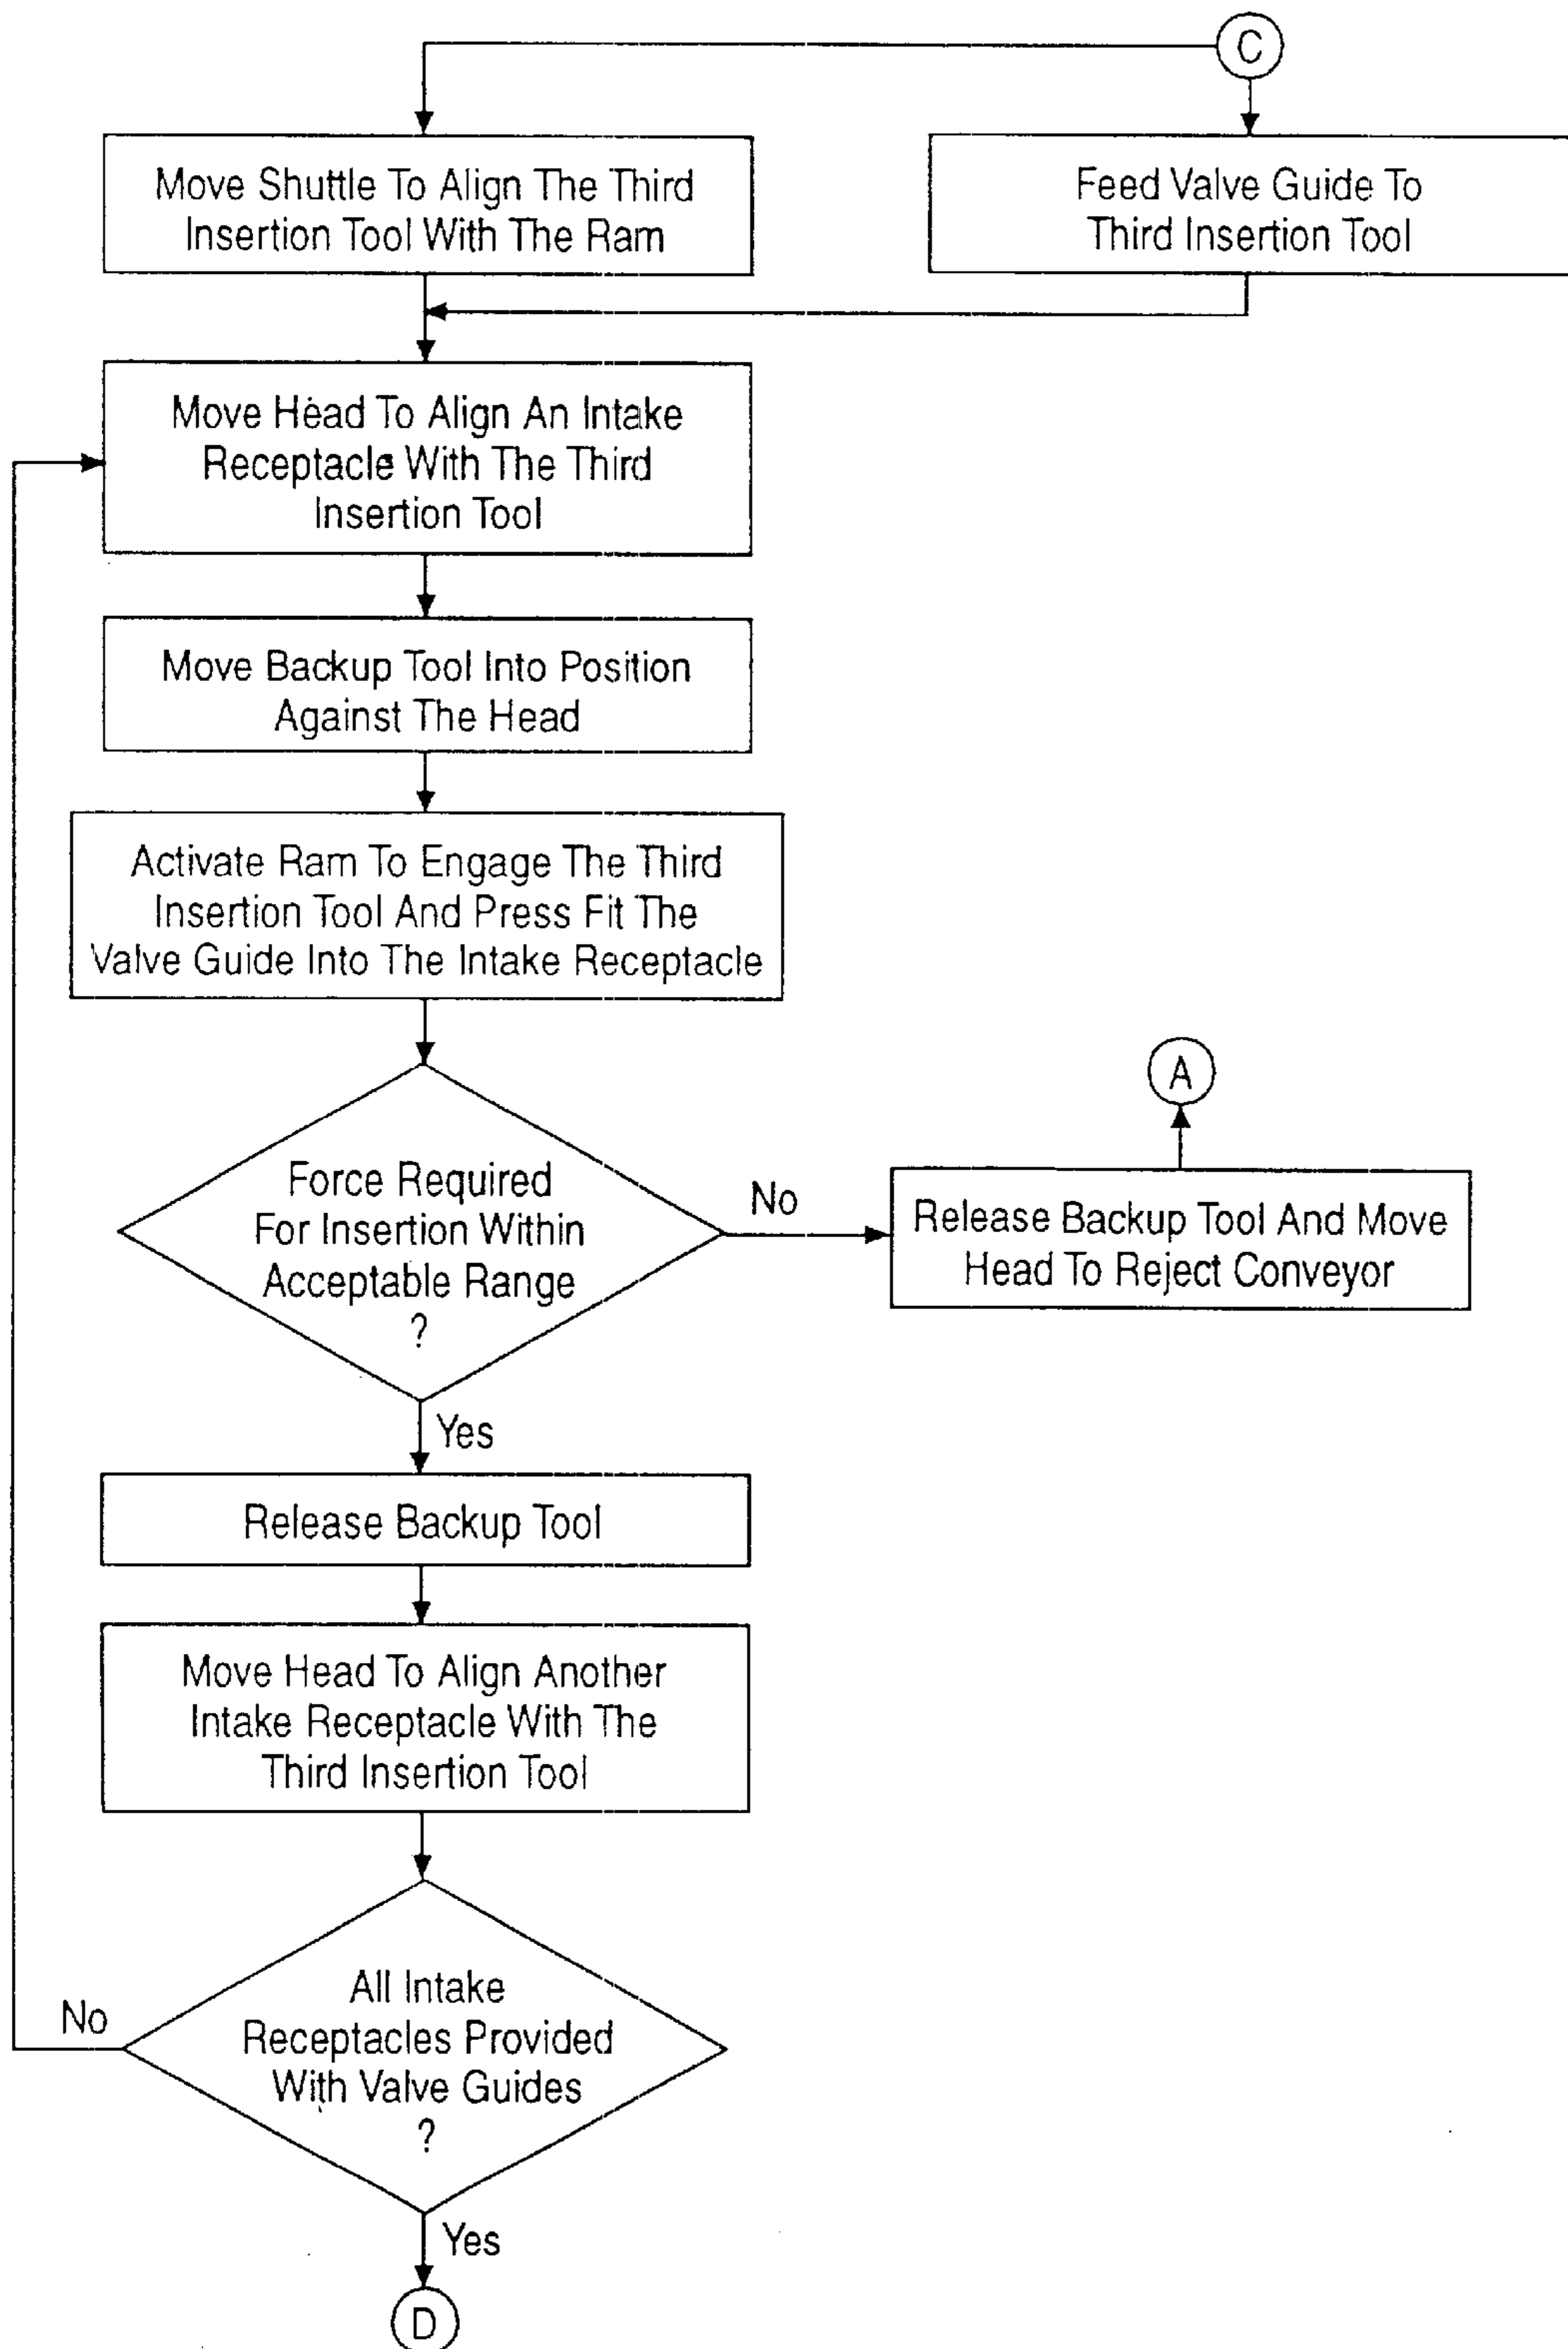 C
Move Shuttle To Align The Third
Insertion Tool With The Ram
Feed Valve Guide To
Third Insertion Tool
Move Head To Align An Intake
Receptacle With The Third
Insertion Tool
Move Backup Tool Into Position
Against The Head
Activate Ram To Engage The Third
Insertion Tool And Press Fit The
Valve Guide Into The Intake Receptacle
Force Required
For Insertion Within
Acceptable Range
?
No
A
Release Backup Tool And Move
Head To Reject Conveyor
Yes
Release Backup Tool
Move Head To Align Another
Intake Receptacle With The
Third Insertion Tool
All Intake
Receptacles Provided
With Valve Guides
?
No
Yes
D